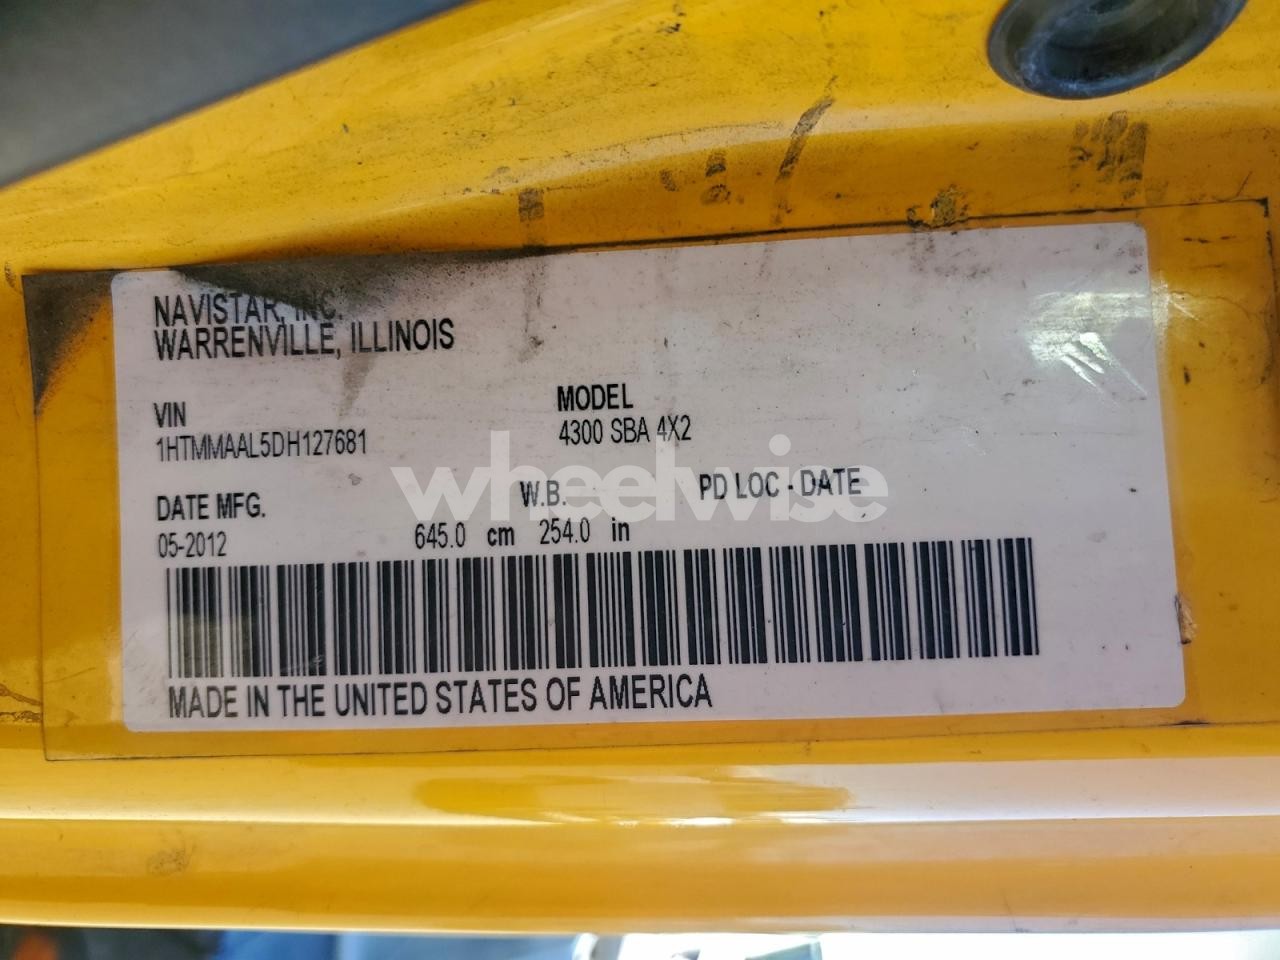 NAVISTAR, INC.
WARRENVILLE, ILLINOIS
VIN
1HTMMAAL5DH127681
MODEL
4300 SBA 4X2
DATE MFG.
05-2012
W.B.
645.0 cm 254.0 in
PD LOC - DATE
wheelwise
MADE IN THE UNITED STATES OF AMERICA